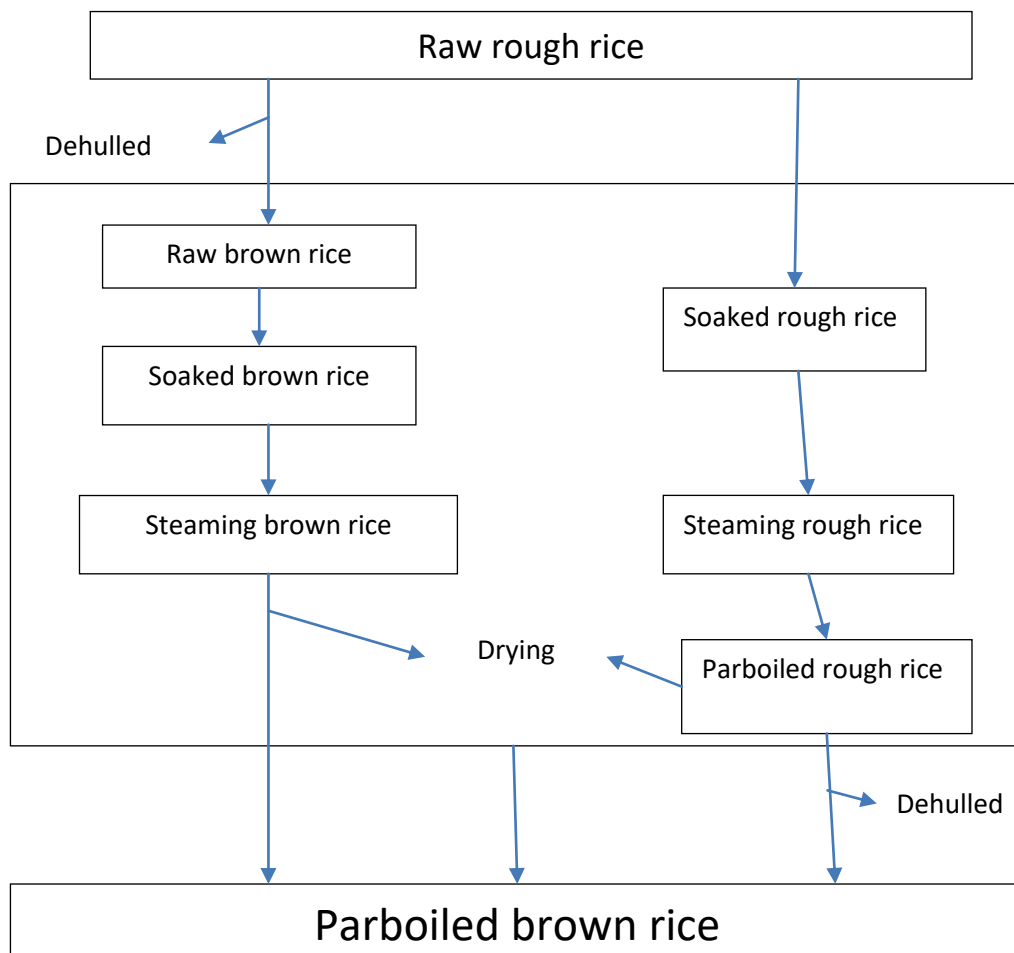 Raw rough rice
Dehulled
Raw brown rice
Soaked rough rice
Soaked brown rice
Steaming brown rice
Steaming rough rice
Drying
Parboiled rough rice
Dehulled
Parboiled brown rice